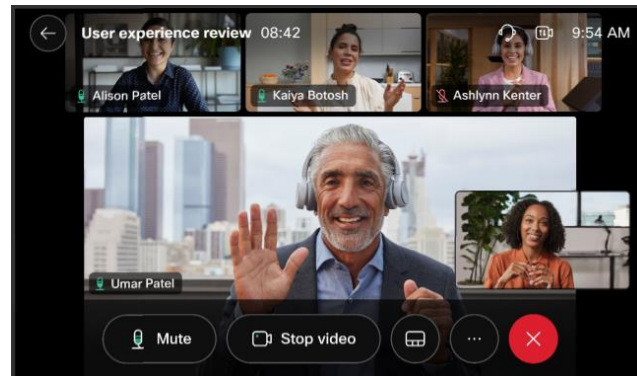 User experience review 08:42
9:54 AM
Alison Patel
Kaiya Botosh
Ashlynn Kenter
Umar Patel
Mute
Stop video